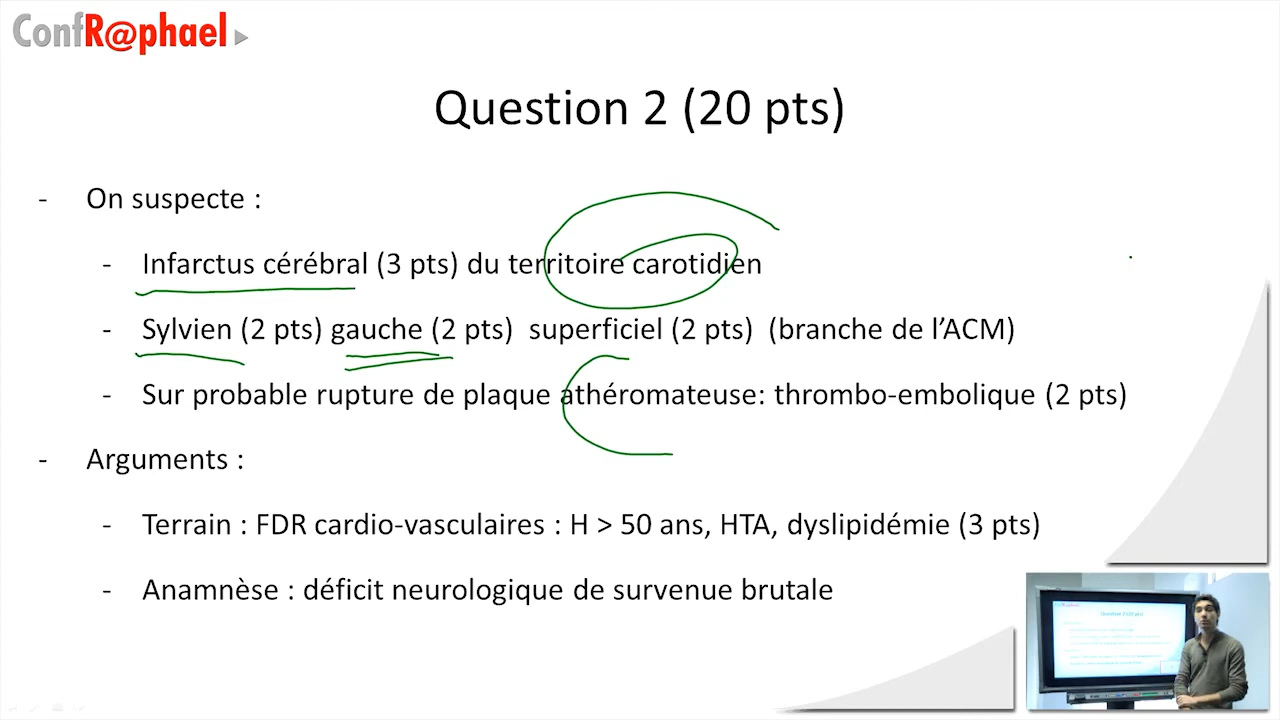 ConfR@phael
Question 2 (20 pts)
- On suspecte :
- Infarctus cérébral (3 pts) du territoire carotidien
- Sylvien (2 pts) gauche (2 pts) superficiel (2 pts) (branche de l’ACM)
- Sur probable rupture de plaque athéromateuse: thrombo-embolique (2 pts)
- Arguments :
- Terrain : FDR cardio-vasculaires : H > 50 ans, HTA, dyslipidémie (3 pts)
- Anamnèse : déficit neurologique de survenue brutale